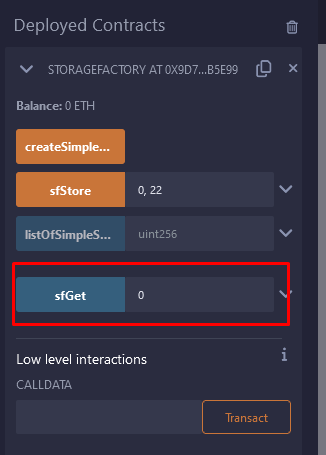 Deployed Contracts
STORAGEFACTORY AT 0X9D7...B5E99
Balance: 0 ETH
createSimple...
sfStore 0, 22
listOfSimpleS... uint256
sfGet 0
Low level interactions
CALLDATA
Transact